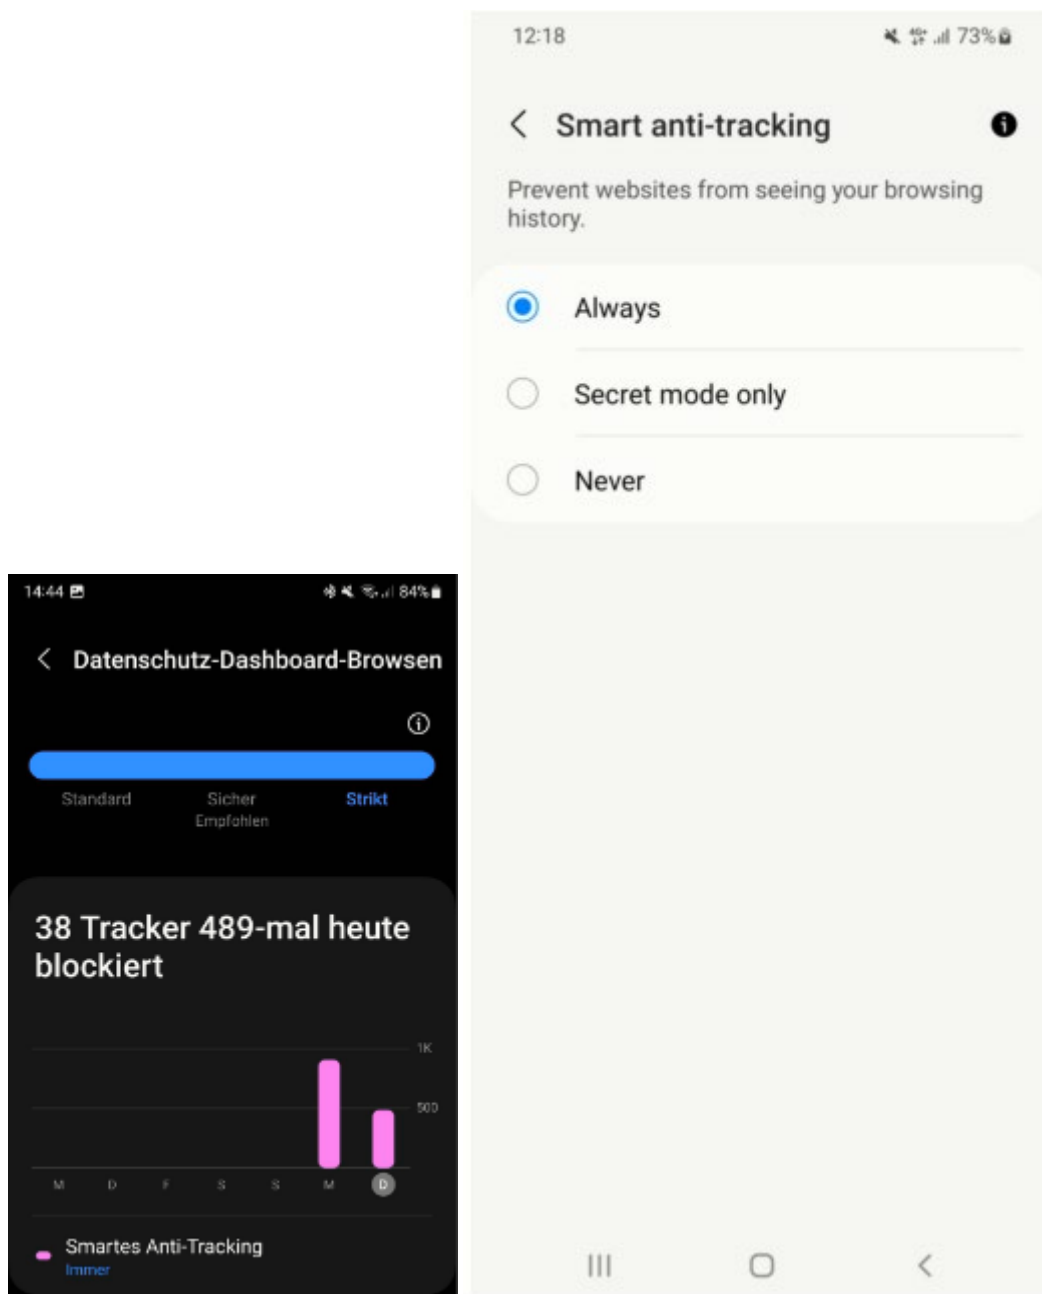 14:44
84%
Datenschutz-Dashboard-Browsen
Standard
Sicher
Empfohlen
Strikt
38 Tracker 489-mal heute
blockiert
1K
500
M D F S S M D
Smartes Anti-Tracking
Immer
12:18
73%
Smart anti-tracking
Prevent websites from seeing your browsing
history.
Always
Secret mode only
Never